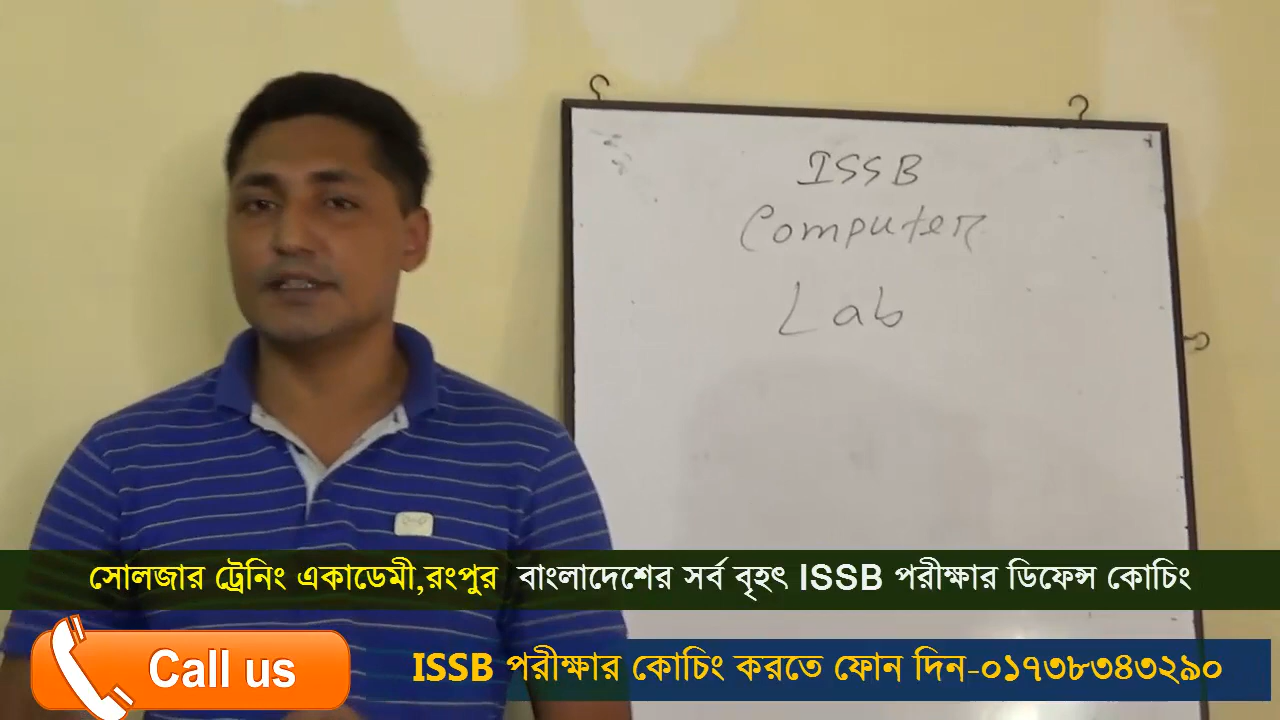 ISSB
Computer
Lab
সোলজার ট্রেনিং একাডেমী,রংপুর বাংলাদেশের সর্ব বৃহৎ ISSB পরীক্ষার ডিফেন্স কোচিং
Call us
ISSB পরীক্ষার কোচিং করতে ফোন দিন-০১৭৩৮৩৪৩২৯০